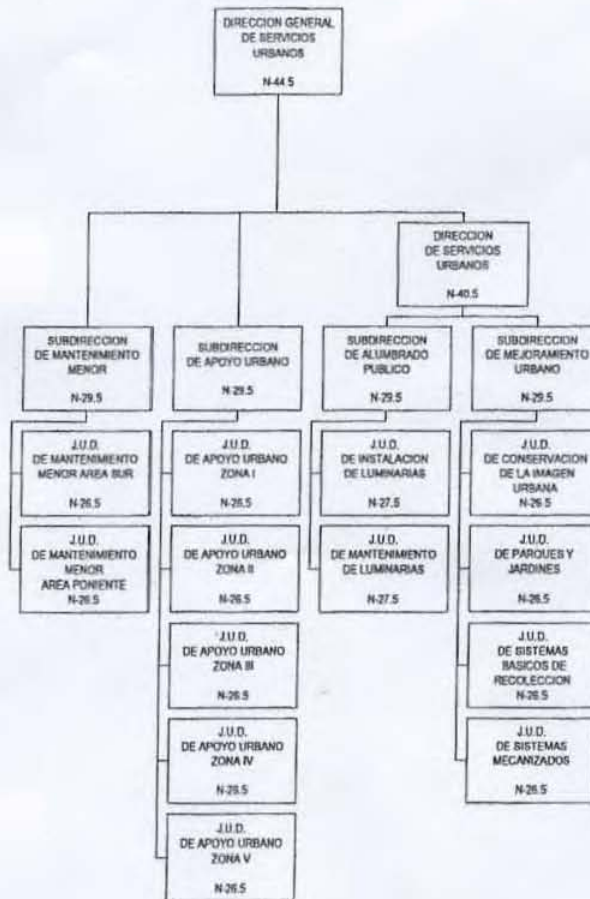 DIRECCION GENERAL
DE SERVICIOS
URBANOS
N-44.5
DIRECCION
DE SERVICIOS
URBANOS
N-40.5
SUBDIRECCION
DE MANTENIMIENTO
MENOR
N-29.5
SUBDIRECCION
DE APOYO URBANO
N-29.5
SUBDIRECCION
DE ALUMBRADO
PUBLICO
N-29.5
SUBDIRECCION
DE MEJORAMIENTO
URBANO
N-29.5
J.U.D.
DE MANTENIMIENTO
MENOR AREA SUR
N-26.5
J.U.D.
DE APOYO URBANO
ZONA I
N-26.5
J.U.D.
DE INSTALACION
DE LUMINARIAS
N-27.5
J.U.D.
DE CONSERVACION
DE LA IMAGEN
URBANA
N-26.5
J.U.D.
DE MANTENIMIENTO
MENOR
AREA PONIENTE
N-26.5
J.U.D.
DE APOYO URBANO
ZONA II
N-26.5
J.U.D.
DE MANTENIMIENTO
DE LUMINARIAS
N-27.5
J.U.D.
DE PARQUES Y
JARDINES
N-26.5
J.U.D.
DE APOYO URBANO
ZONA III
N-26.5
J.U.D.
DE SISTEMAS
BASICOS DE
RECOLECCION
N-26.5
J.U.D.
DE APOYO URBANO
ZONA IV
N-26.5
J.U.D.
DE SISTEMAS
MECANIZADOS
N-26.5
J.U.D.
DE APOYO URBANO
ZONA V
N-26.5